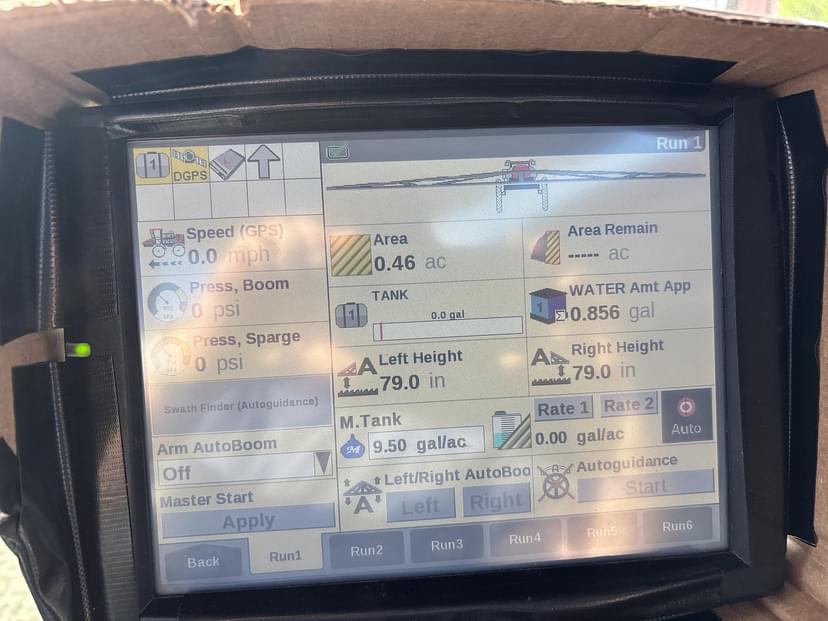 Run 1
1
DGPS
Speed (GPS)
0.0 mph
Press, Boom
0 psi
Press, Sparge
0 psi
Swath Finder (Autoguidance)
Arm AutoBoom
Off
Master Start
Apply
Area
0.46 ac
Area Remain
----- ac
TANK
1
0.0 gal
WATER Amt App
1
0.856 gal
Left Height
A
79.0 in
Right Height
A
79.0 in
M.Tank
M
9.50 gal/ac
Rate 1
Rate 2
0.00 gal/ac
Auto
Left/Right AutoBoo
A
Left
Right
Autoguidance
A
Start
Back
Run1
Run2
Run3
Run4
Run5
Run6